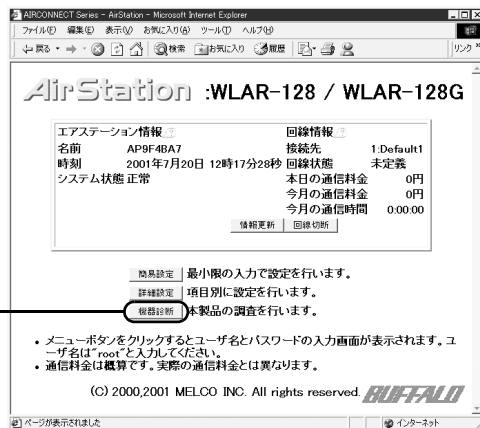 AIRCONNECT Series - AirStation - Microsoft Internet Explorer
ファイル(F) 編集(E) 表示(V) お気に入り(A) ツール(T) ヘルプ(H)
戻る 検索 お気に入り 履歴 リンク »
AirStation :WLAR-128 / WLAR-128G
エアステーション情報 ? 回線情報 ?
名前 AP9F4BA7 接続先 1:Default1
時刻 2001年7月20日 12時17分28秒 回線状態 未定義
システム状態 正常 本日の通信料金 0円
今月の通信料金 0円
今月の通信時間 0:00:00
情報更新 回線切断
簡易設定 最小限の入力で設定を行います。
詳細設定 項目別に設定を行います。
機器診断 本製品の調査を行います。
・メニューボタンをクリックするとユーザ名とパスワードの入力画面が表示されます。ユ
ーザ名は"root"と入力してください。
・通信料金は概算です。実際の通信料金とは異なります。
(C) 2000,2001 MELCO INC. All rights reserved. BUFFALO
ページが表示されました インターネット